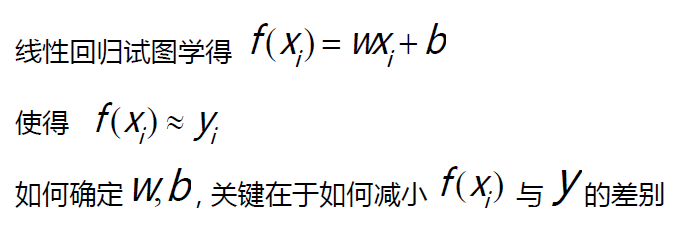 线性回归试图学得 f(xᵢ) = wxᵢ + b
使得 f(xᵢ) ≈ yᵢ
如何确定 w, b , 关键在于如何减小 f(xᵢ) 与 y 的差别